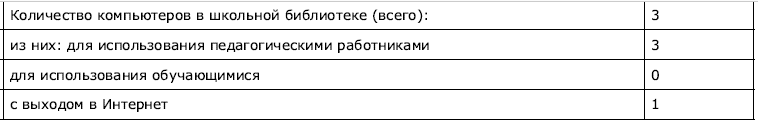 Количество компьютеров в школьной библиотеке (всего): 3
из них: для использования педагогическими работниками 3
для использования обучающимися 0
с выходом в Интернет 1